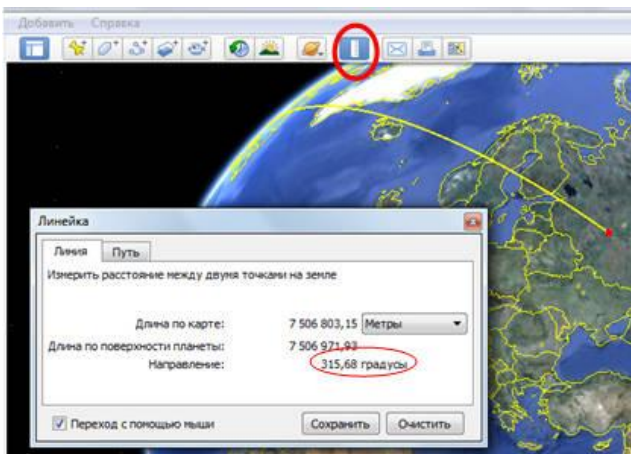 Добавить Справка
Линейка
Линия Путь
Измерить расстояние между двумя точками на земле
Длина по карте: 7 506 803,15 Метры
Длина по поверхности планеты: 7 506 971,93
Направление: 315,68 градусы
Переход с помощью мыши Сохранить Очистить